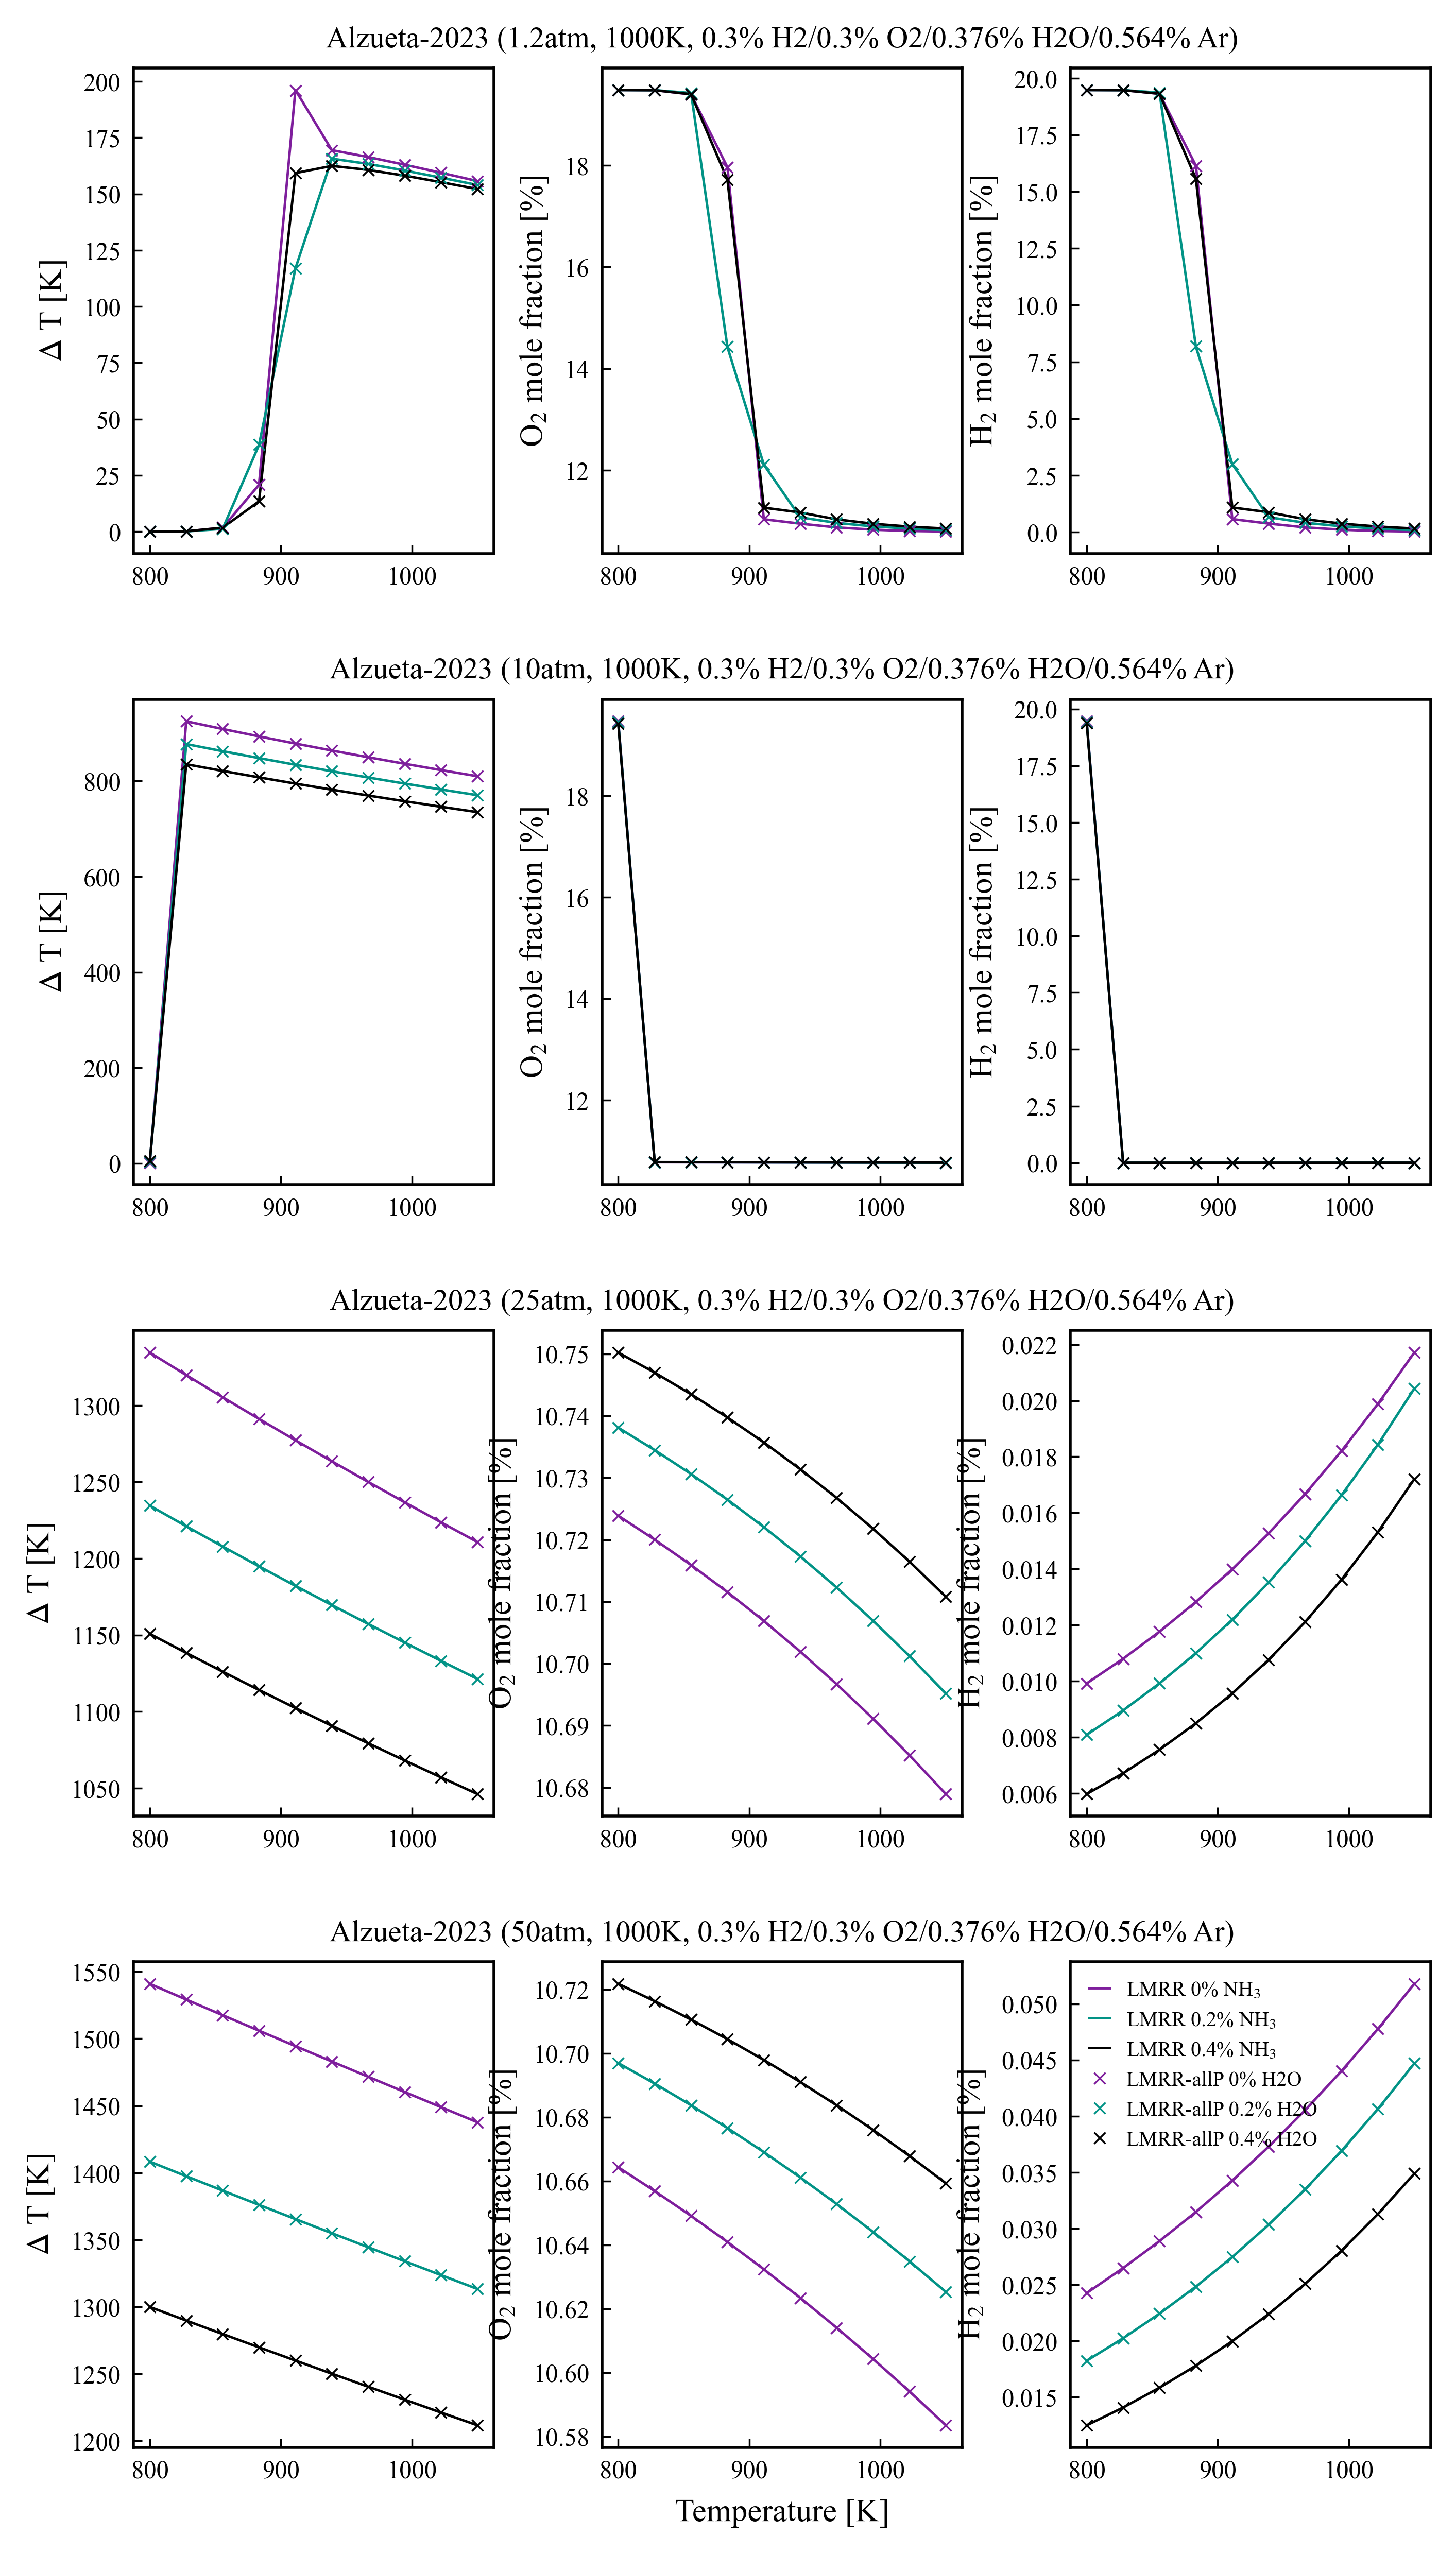 Alzueta-2023 (1.2atm, 1000K, 0.3% H2/0.3% O2/0.376% H2O/0.564% Ar)
Δ T [K]
200
175
150
125
100
75
50
25
0
800 900 1000
O₂ mole fraction [%]
18
16
14
12
800 900 1000
H₂ mole fraction [%]
20.0
17.5
15.0
12.5
10.0
7.5
5.0
2.5
0.0
800 900 1000
Alzueta-2023 (10atm, 1000K, 0.3% H2/0.3% O2/0.376% H2O/0.564% Ar)
Δ T [K]
800
600
400
200
0
800 900 1000
O₂ mole fraction [%]
18
16
14
12
800 900 1000
H₂ mole fraction [%]
20.0
17.5
15.0
12.5
10.0
7.5
5.0
2.5
0.0
800 900 1000
Alzueta-2023 (25atm, 1000K, 0.3% H2/0.3% O2/0.376% H2O/0.564% Ar)
Δ T [K]
1300
1250
1200
1150
1100
1050
800 900 1000
O₂ mole fraction [%]
10.75
10.74
10.73
10.72
10.71
10.70
10.69
10.68
800 900 1000
H₂ mole fraction [%]
0.022
0.020
0.018
0.016
0.014
0.012
0.010
0.008
0.006
800 900 1000
Alzueta-2023 (50atm, 1000K, 0.3% H2/0.3% O2/0.376% H2O/0.564% Ar)
Δ T [K]
1550
1500
1450
1400
1350
1300
1250
1200
800 900 1000
O₂ mole fraction [%]
10.72
10.70
10.68
10.66
10.64
10.62
10.60
10.58
800 900 1000
H₂ mole fraction [%]
0.050
0.045
0.040
0.035
0.030
0.025
0.020
0.015
800 900 1000
LMRR 0% NH₃
LMRR 0.2% NH₃
LMRR 0.4% NH₃
LMRR-allP 0% H2O
LMRR-allP 0.2% H2O
LMRR-allP 0.4% H2O
Temperature [K]